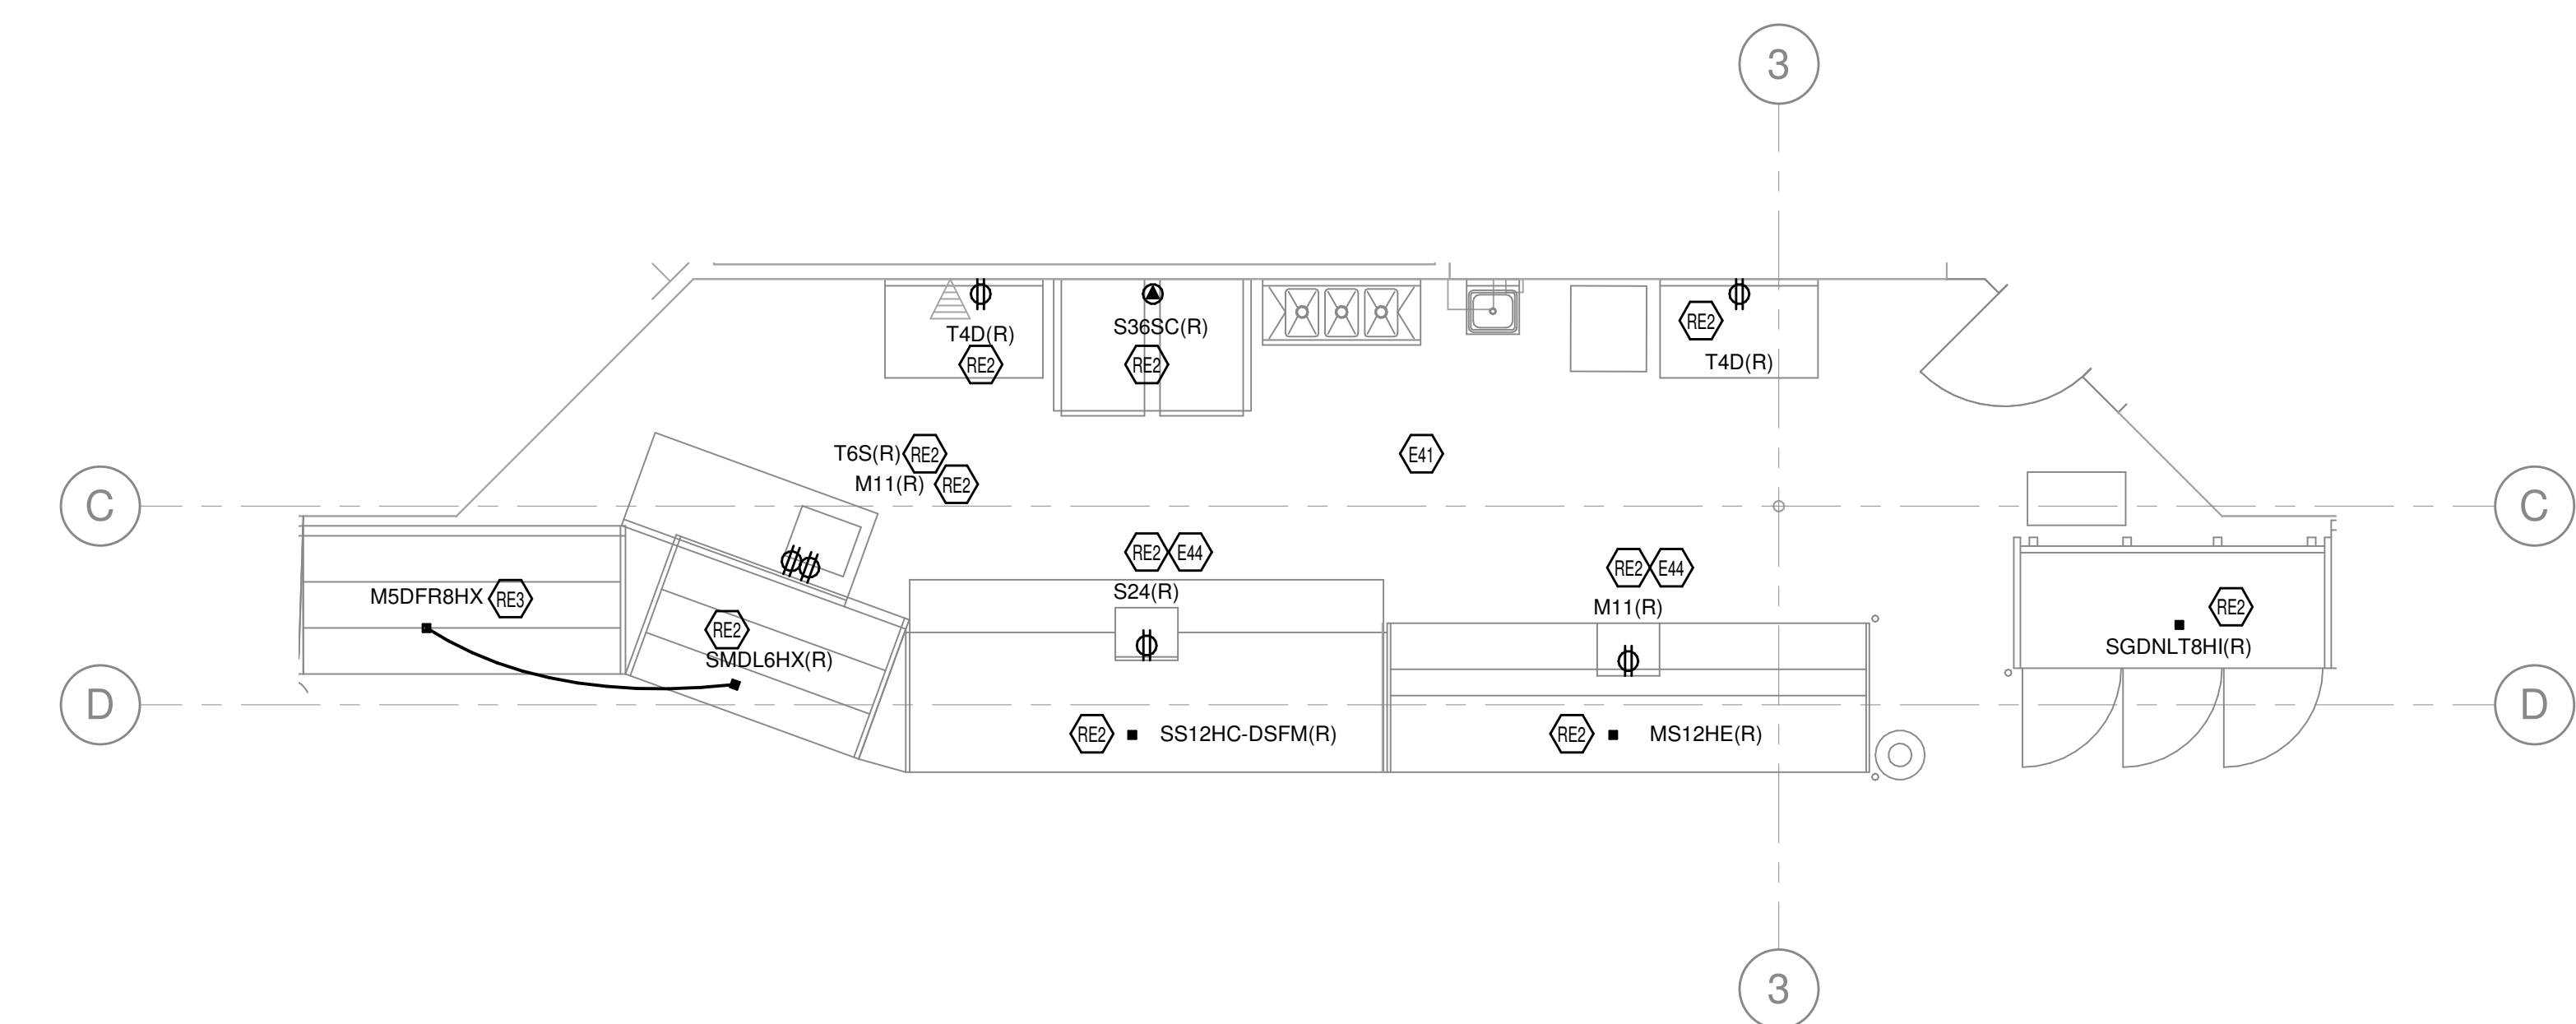 3
T4D(R)
RE2
S36SC(R)
RE2
RE2
T4D(R)
T6S(R) RE2
M11(R) RE2
E41
C
C
RE2 E44
S24(R)
RE2 E44
M11(R)
M5DFR8HX RE3
RE2
SMDL6HX(R)
RE2
SGDNLT8HI(R)
D
D
RE2 SS12HC-DSFM(R)
RE2 MS12HE(R)
3